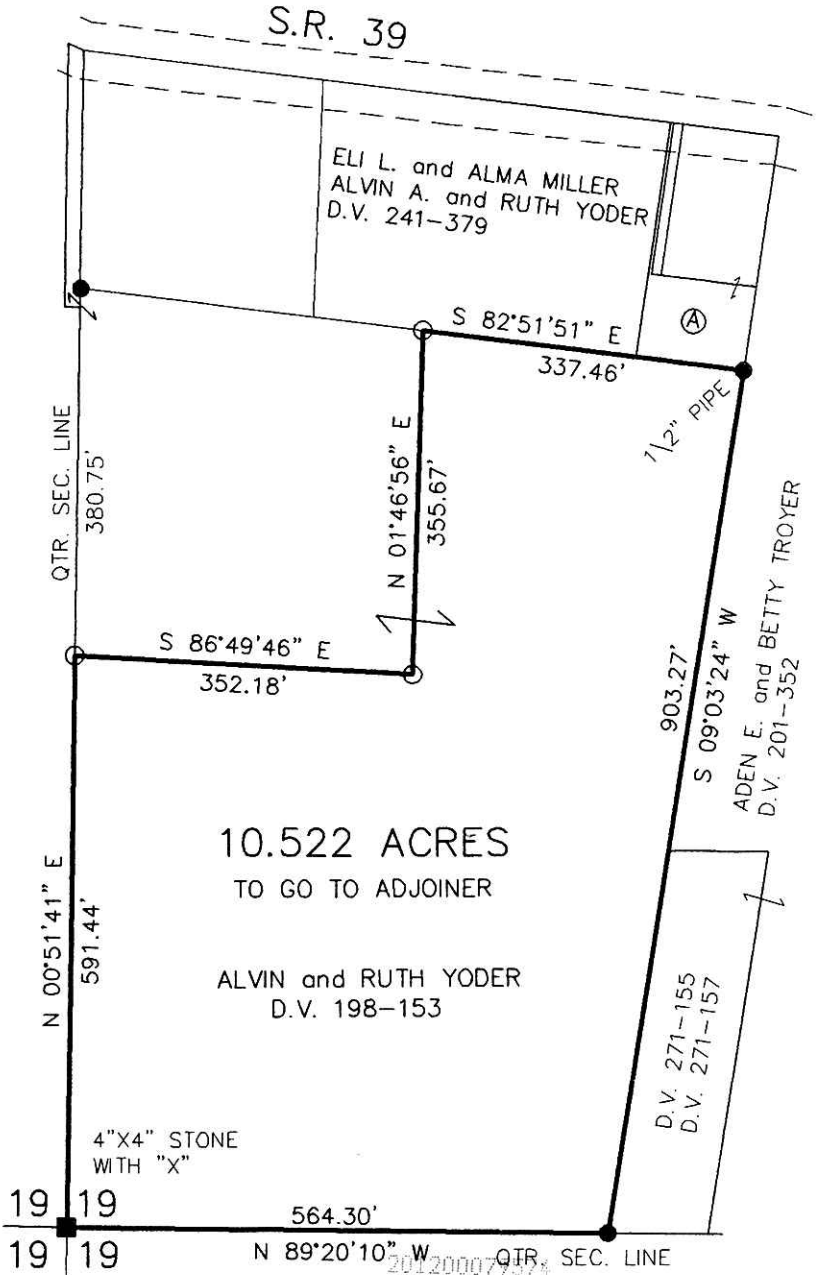 S.R. 39
ELI L. and ALMA MILLER
ALVIN A. and RUTH YODER
D.V. 241-379
S 82°51'51" E
337.46'
Ⓐ
1/2" PIPE
QTR. SEC. LINE
380.75'
N 01°46'56" E
355.67'
S 86°49'46" E
352.18'
903.27'
S 09°03'24" W
ADEN E. and BETTY TROYER
D.V. 201-352
10.522 ACRES
TO GO TO ADJOINER
N 00°51'41" E
591.44'
ALVIN and RUTH YODER
D.V. 198-153
D.V. 271-155
D.V. 271-157
4"X4" STONE
WITH "X"
19 19
564.30'
19 19
N 89°20'10" W
QTR. SEC. LINE